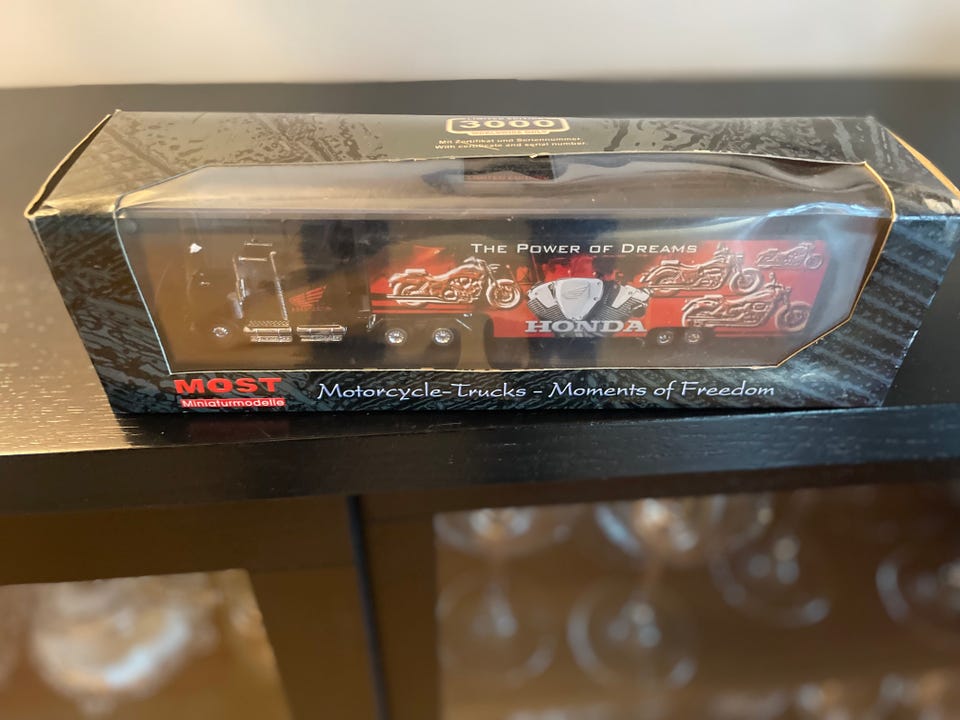 3000
Mit Zertifikat und Seriennummer.
With certificate and serial number.
The Power of Dreams
HONDA
MOST
Miniaturmodelle
Motorcycle-Trucks - Moments of Freedom